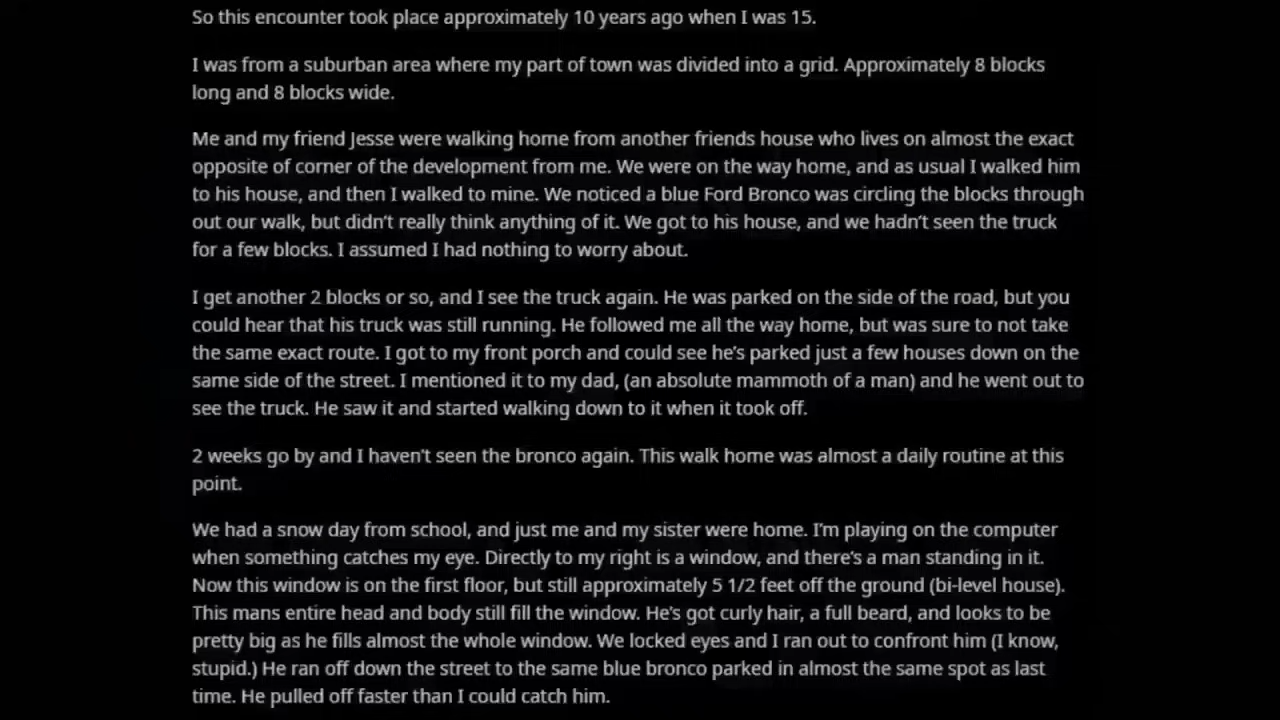 So this encounter took place approximately 10 years ago when I was 15.
I was from a suburban area where my part of town was divided into a grid. Approximately 8 blocks
long and 8 blocks wide.
Me and my friend Jesse were walking home from another friends house who lives on almost the exact
opposite of corner of the development from me. We were on the way home, and as usual I walked him
to his house, and then I walked to mine. We noticed a blue Ford Bronco was circling the blocks through
out our walk, but didn't really think anything of it. We got to his house, and we hadn't seen the truck
for a few blocks. I assumed I had nothing to worry about.
I get another 2 blocks or so, and I see the truck again. He was parked on the side of the road, but you
could hear that his truck was still running. He followed me all the way home, but was sure to not take
the same exact route. I got to my front porch and could see he's parked just a few houses down on the
same side of the street. I mentioned it to my dad, (an absolute mammoth of a man) and he went out to
see the truck. He saw it and started walking down to it when it took off.
2 weeks go by and I haven't seen the bronco again. This walk home was almost a daily routine at this
point.
We had a snow day from school, and just me and my sister were home. I'm playing on the computer
when something catches my eye. Directly to my right is a window, and there's a man standing in it.
Now this window is on the first floor, but still approximately 5 1/2 feet off the ground (bi-level house).
This mans entire head and body still fill the window. He's got curly hair, a full beard, and looks to be
pretty big as he fills almost the whole window. We locked eyes and I ran out to confront him (I know,
stupid.) He ran off down the street to the same blue bronco parked in almost the same spot as last
time. He pulled off faster than I could catch him.